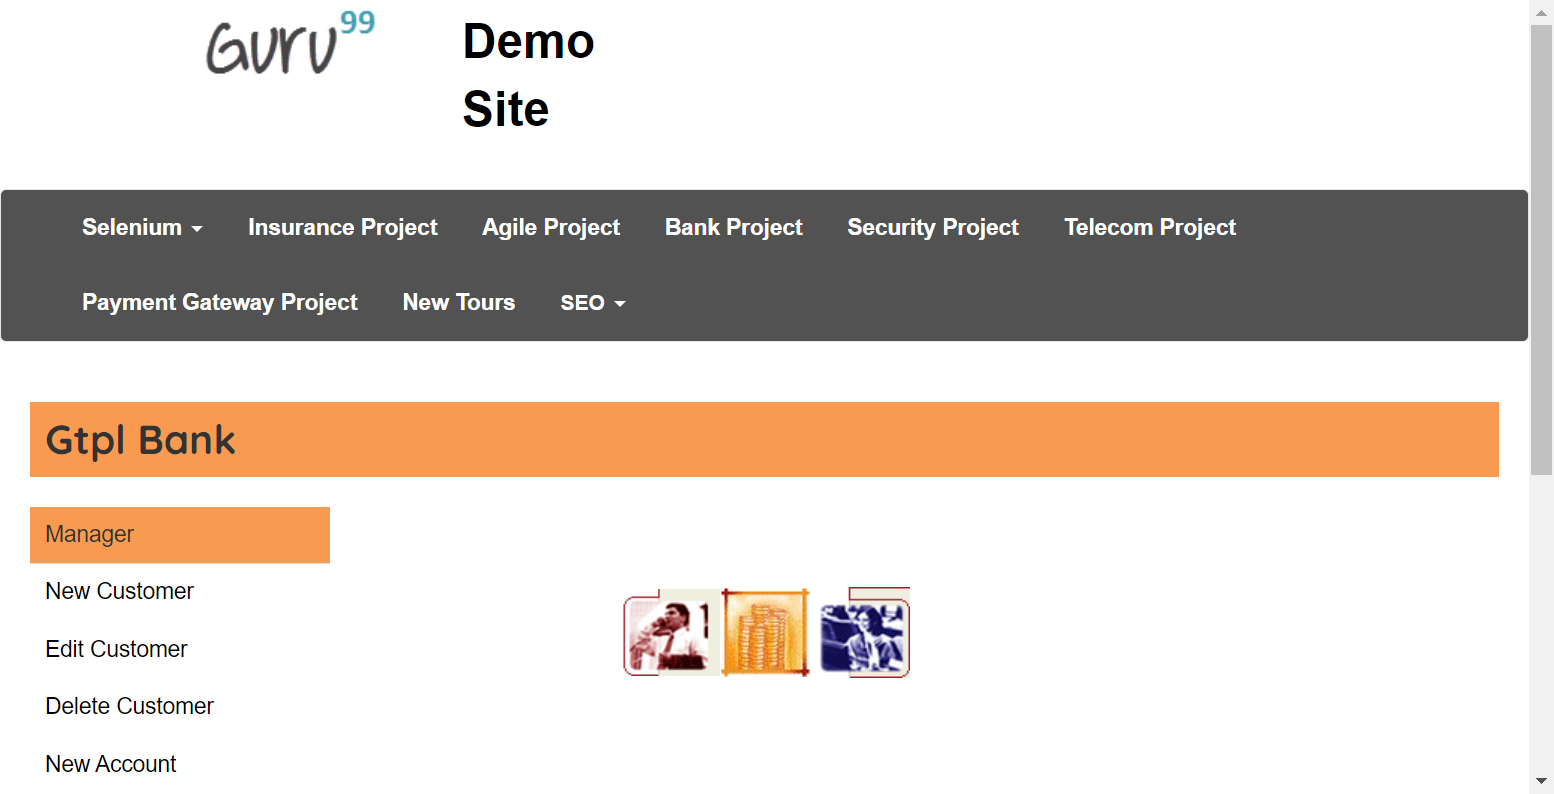 Guru99
Demo
Site
Selenium
Insurance Project
Agile Project
Bank Project
Security Project
Telecom Project
Payment Gateway Project
New Tours
SEO
Gtpl Bank
Manager
New Customer
Edit Customer
Delete Customer
New Account